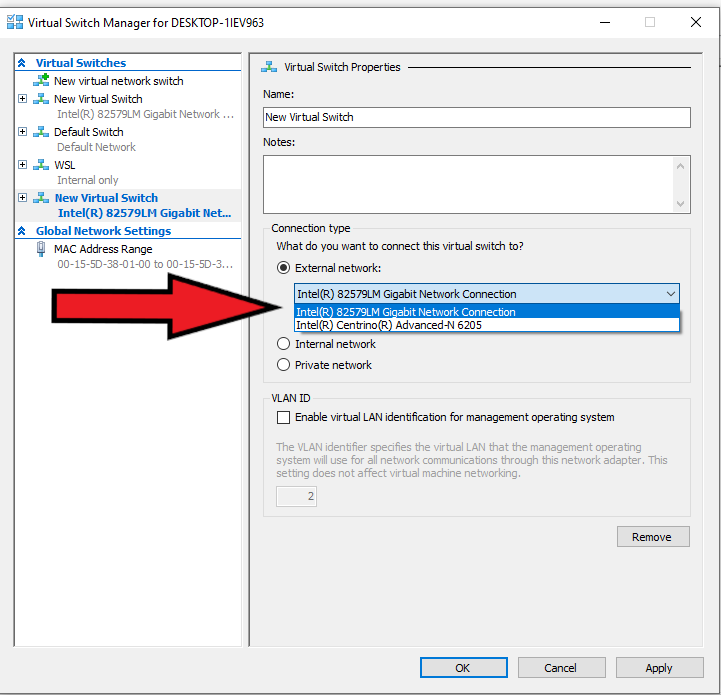 Virtual Switch Manager for DESKTOP-1IEV963
Virtual Switches
New virtual network switch
New Virtual Switch
Intel(R) 82579LM Gigabit Network ...
Default Switch
Default Network
WSL
Internal only
New Virtual Switch
Intel(R) 82579LM Gigabit Net...
Global Network Settings
MAC Address Range
00-15-5D-38-01-00 to 00-15-5D-3...
Virtual Switch Properties
Name:
New Virtual Switch
Notes:
Connection type
What do you want to connect this virtual switch to?
External network:
Intel(R) 82579LM Gigabit Network Connection
Intel(R) 82579LM Gigabit Network Connection
Intel(R) Centrino(R) Advanced-N 6205
Internal network
Private network
VLAN ID
Enable virtual LAN identification for management operating system
The VLAN identifier specifies the virtual LAN that the management operating
system will use for all network communications through this network adapter. This
setting does not affect virtual machine networking.
2
Remove
OK
Cancel
Apply